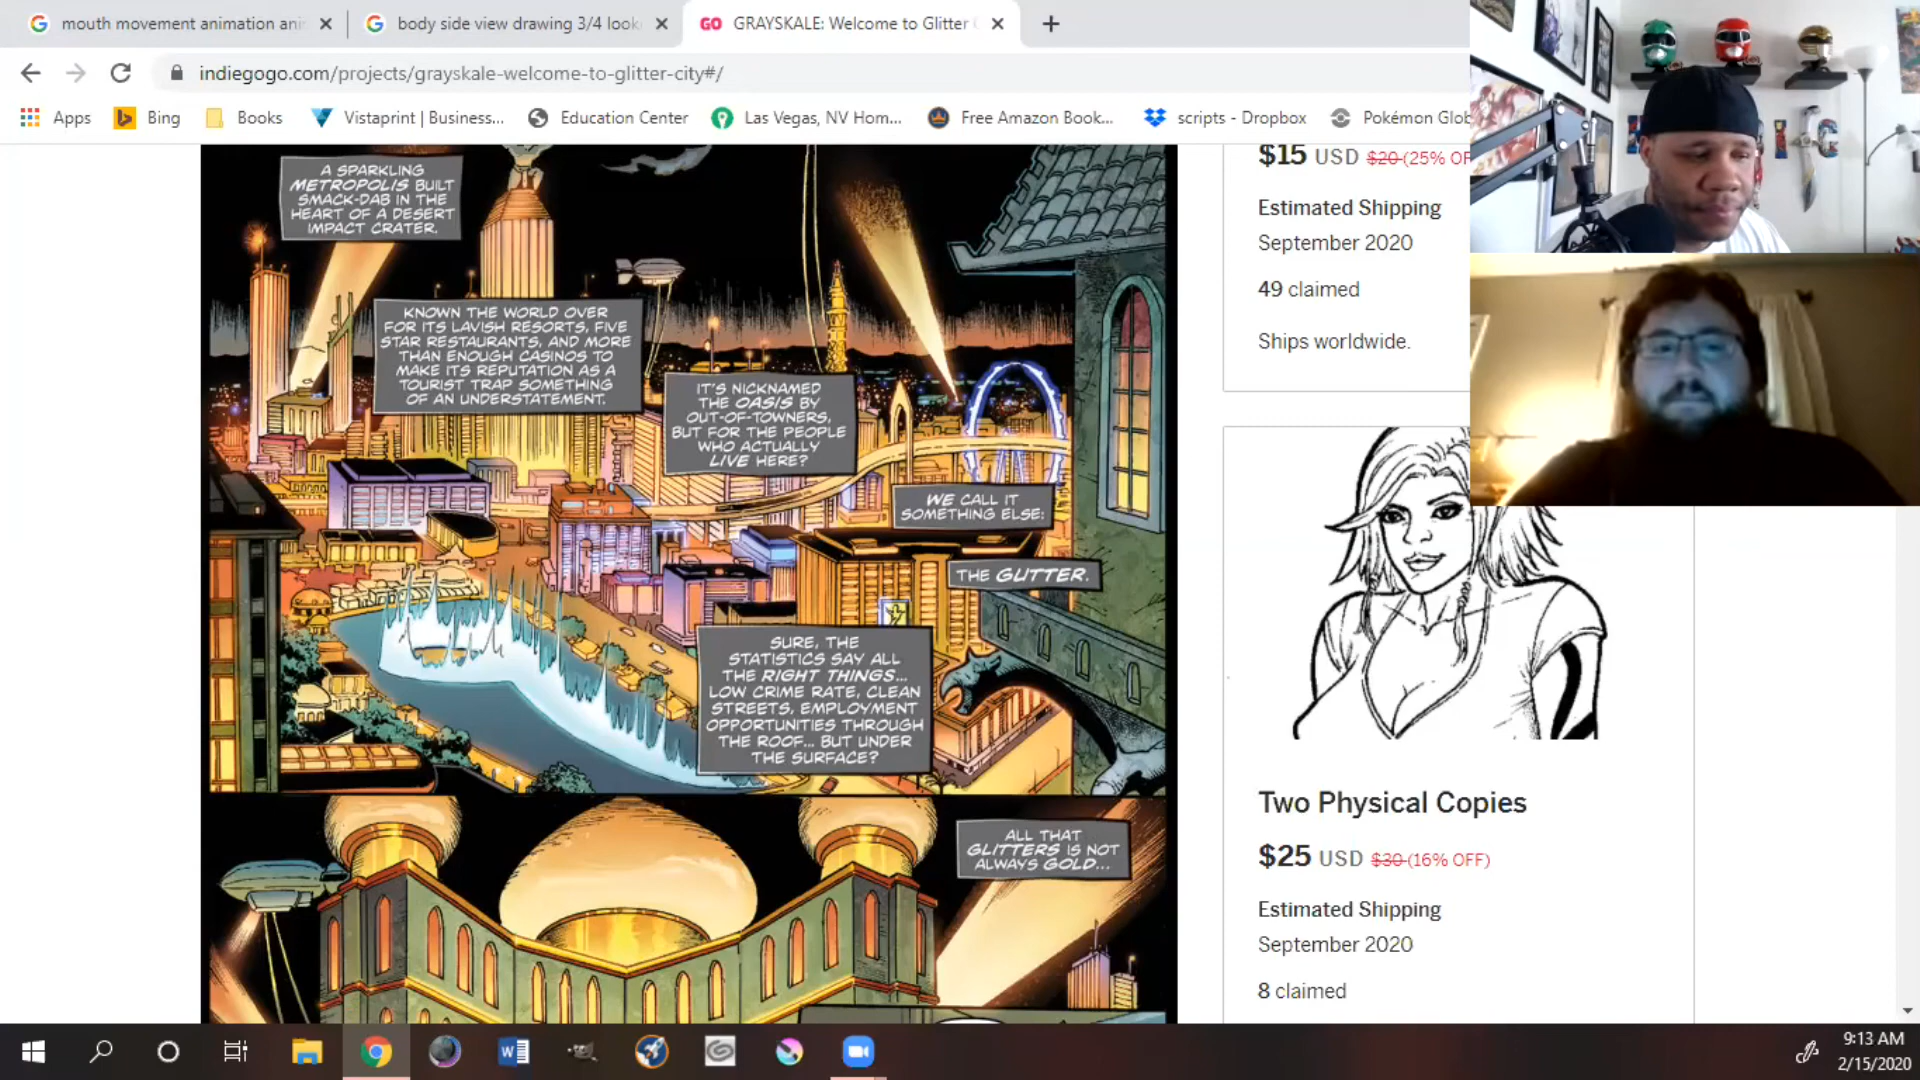 mouth movement animation ani
body side view drawing 3/4 look
GO GRAYSKALE: Welcome to Glitter
indiegogo.com/projects/grayskale-welcome-to-glitter-city#/
Apps
Bing
Books
Vistaprint | Business...
Education Center
Las Vegas, NV Hom...
Free Amazon Book...
scripts - Dropbox
Pokémon Glob
A SPARKLING
METROPOLIS BUILT
SMACK-DAB IN THE
HEART OF A DESERT
IMPACT CRATER.
KNOWN THE WORLD OVER
FOR ITS LAVISH RESORTS, FIVE
STAR RESTAURANTS, AND MORE
THAN ENOUGH CASINOS TO
MAKE ITS REPUTATION AS A
TOURIST TRAP SOMETHING
OF AN UNDERSTATEMENT.
IT'S NICKNAMED
THE OASIS BY
OUT-OF-TOWNERS,
BUT FOR THE PEOPLE
WHO ACTUALLY
LIVE HERE?
WE CALL IT
SOMETHING ELSE:
THE GUTTER.
SURE, THE
STATISTICS SAY ALL
THE RIGHT THINGS...
LOW CRIME RATE, CLEAN
STREETS, EMPLOYMENT
OPPORTUNITIES THROUGH
THE ROOF... BUT UNDER
THE SURFACE?
ALL THAT
GLITTERS IS NOT
ALWAYS GOLD...
$15 USD $20 (25% OF
Estimated Shipping
September 2020
49 claimed
Ships worldwide.
Two Physical Copies
$25 USD $30 (16% OFF)
Estimated Shipping
September 2020
8 claimed
9:13 AM
2/15/2020